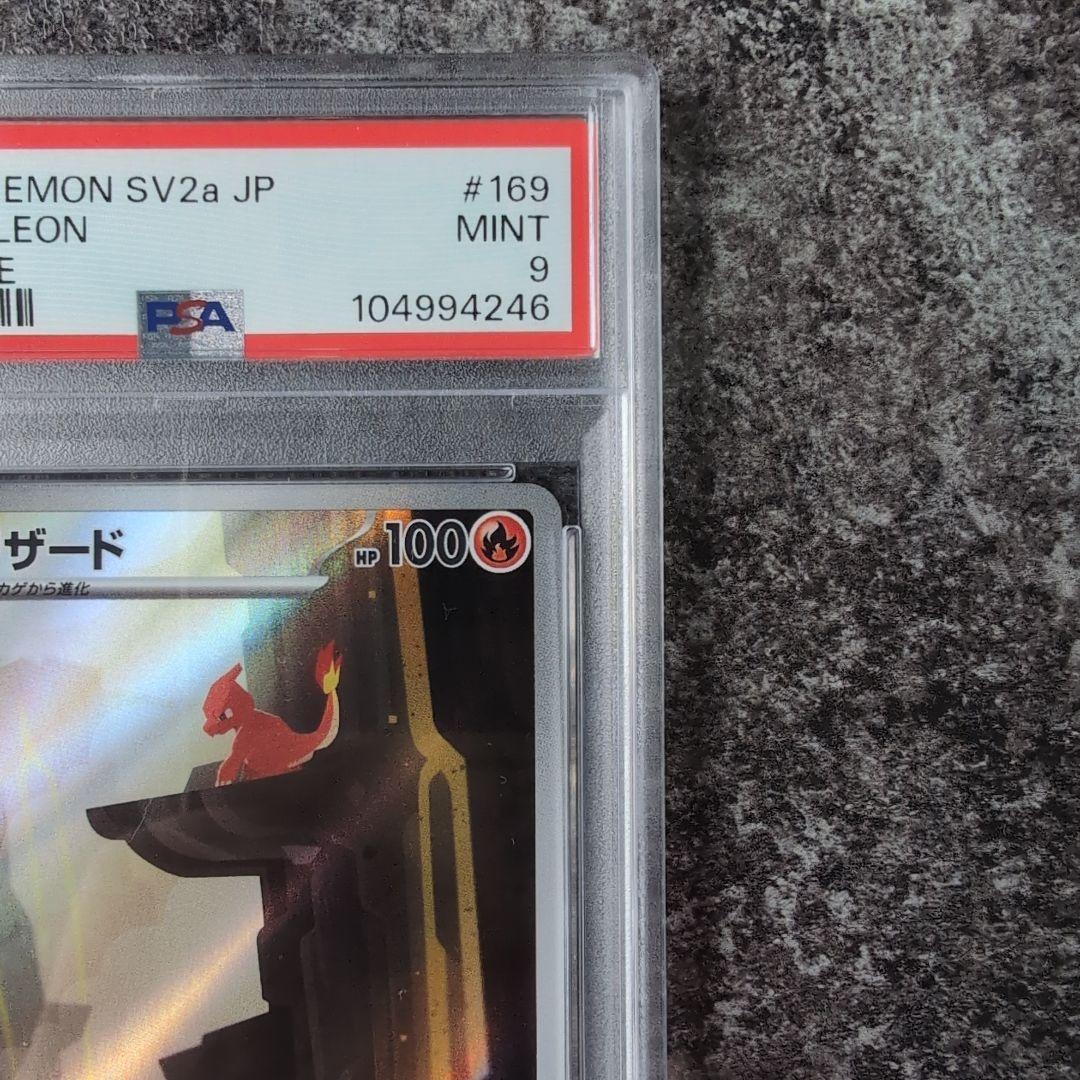 EMON SV2a JP #169
LEON MINT
E 9
PSA 104994246
ザード HP 100
カゲから進化